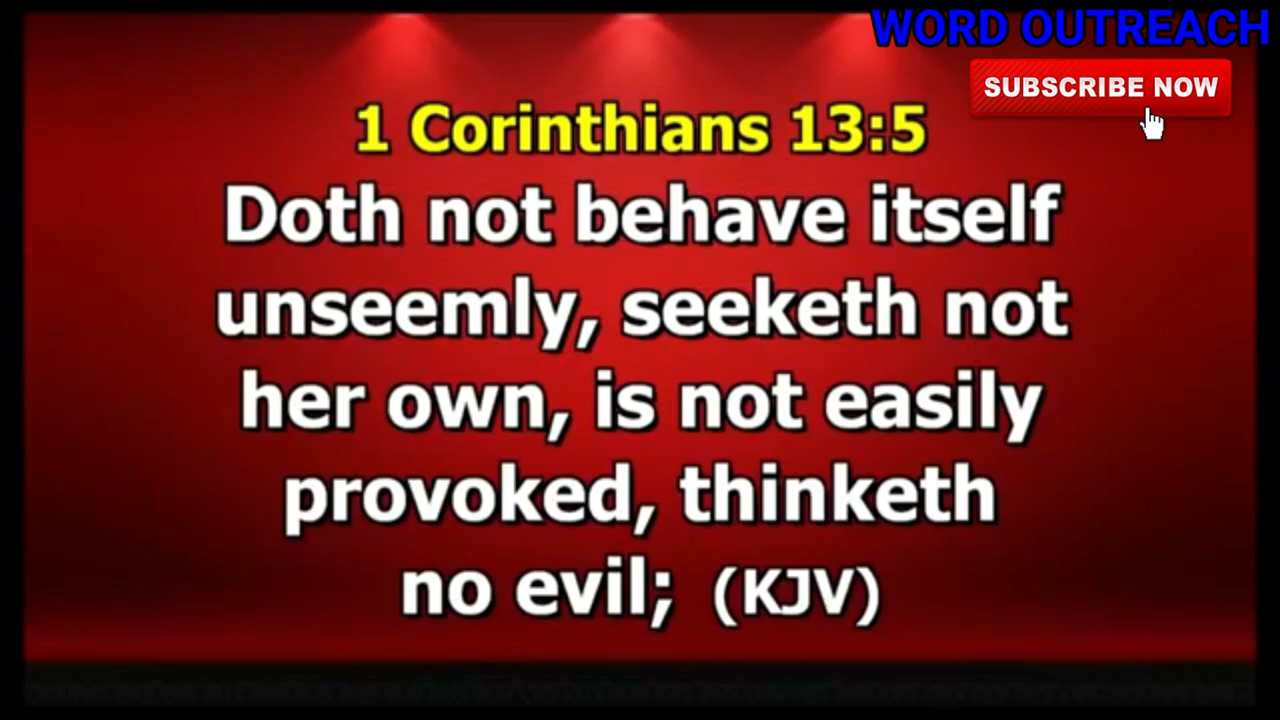 WORD OUTREACH
SUBSCRIBE NOW
1 Corinthians 13:5
Doth not behave itself
unseemly, seeketh not
her own, is not easily
provoked, thinketh
no evil; (KJV)